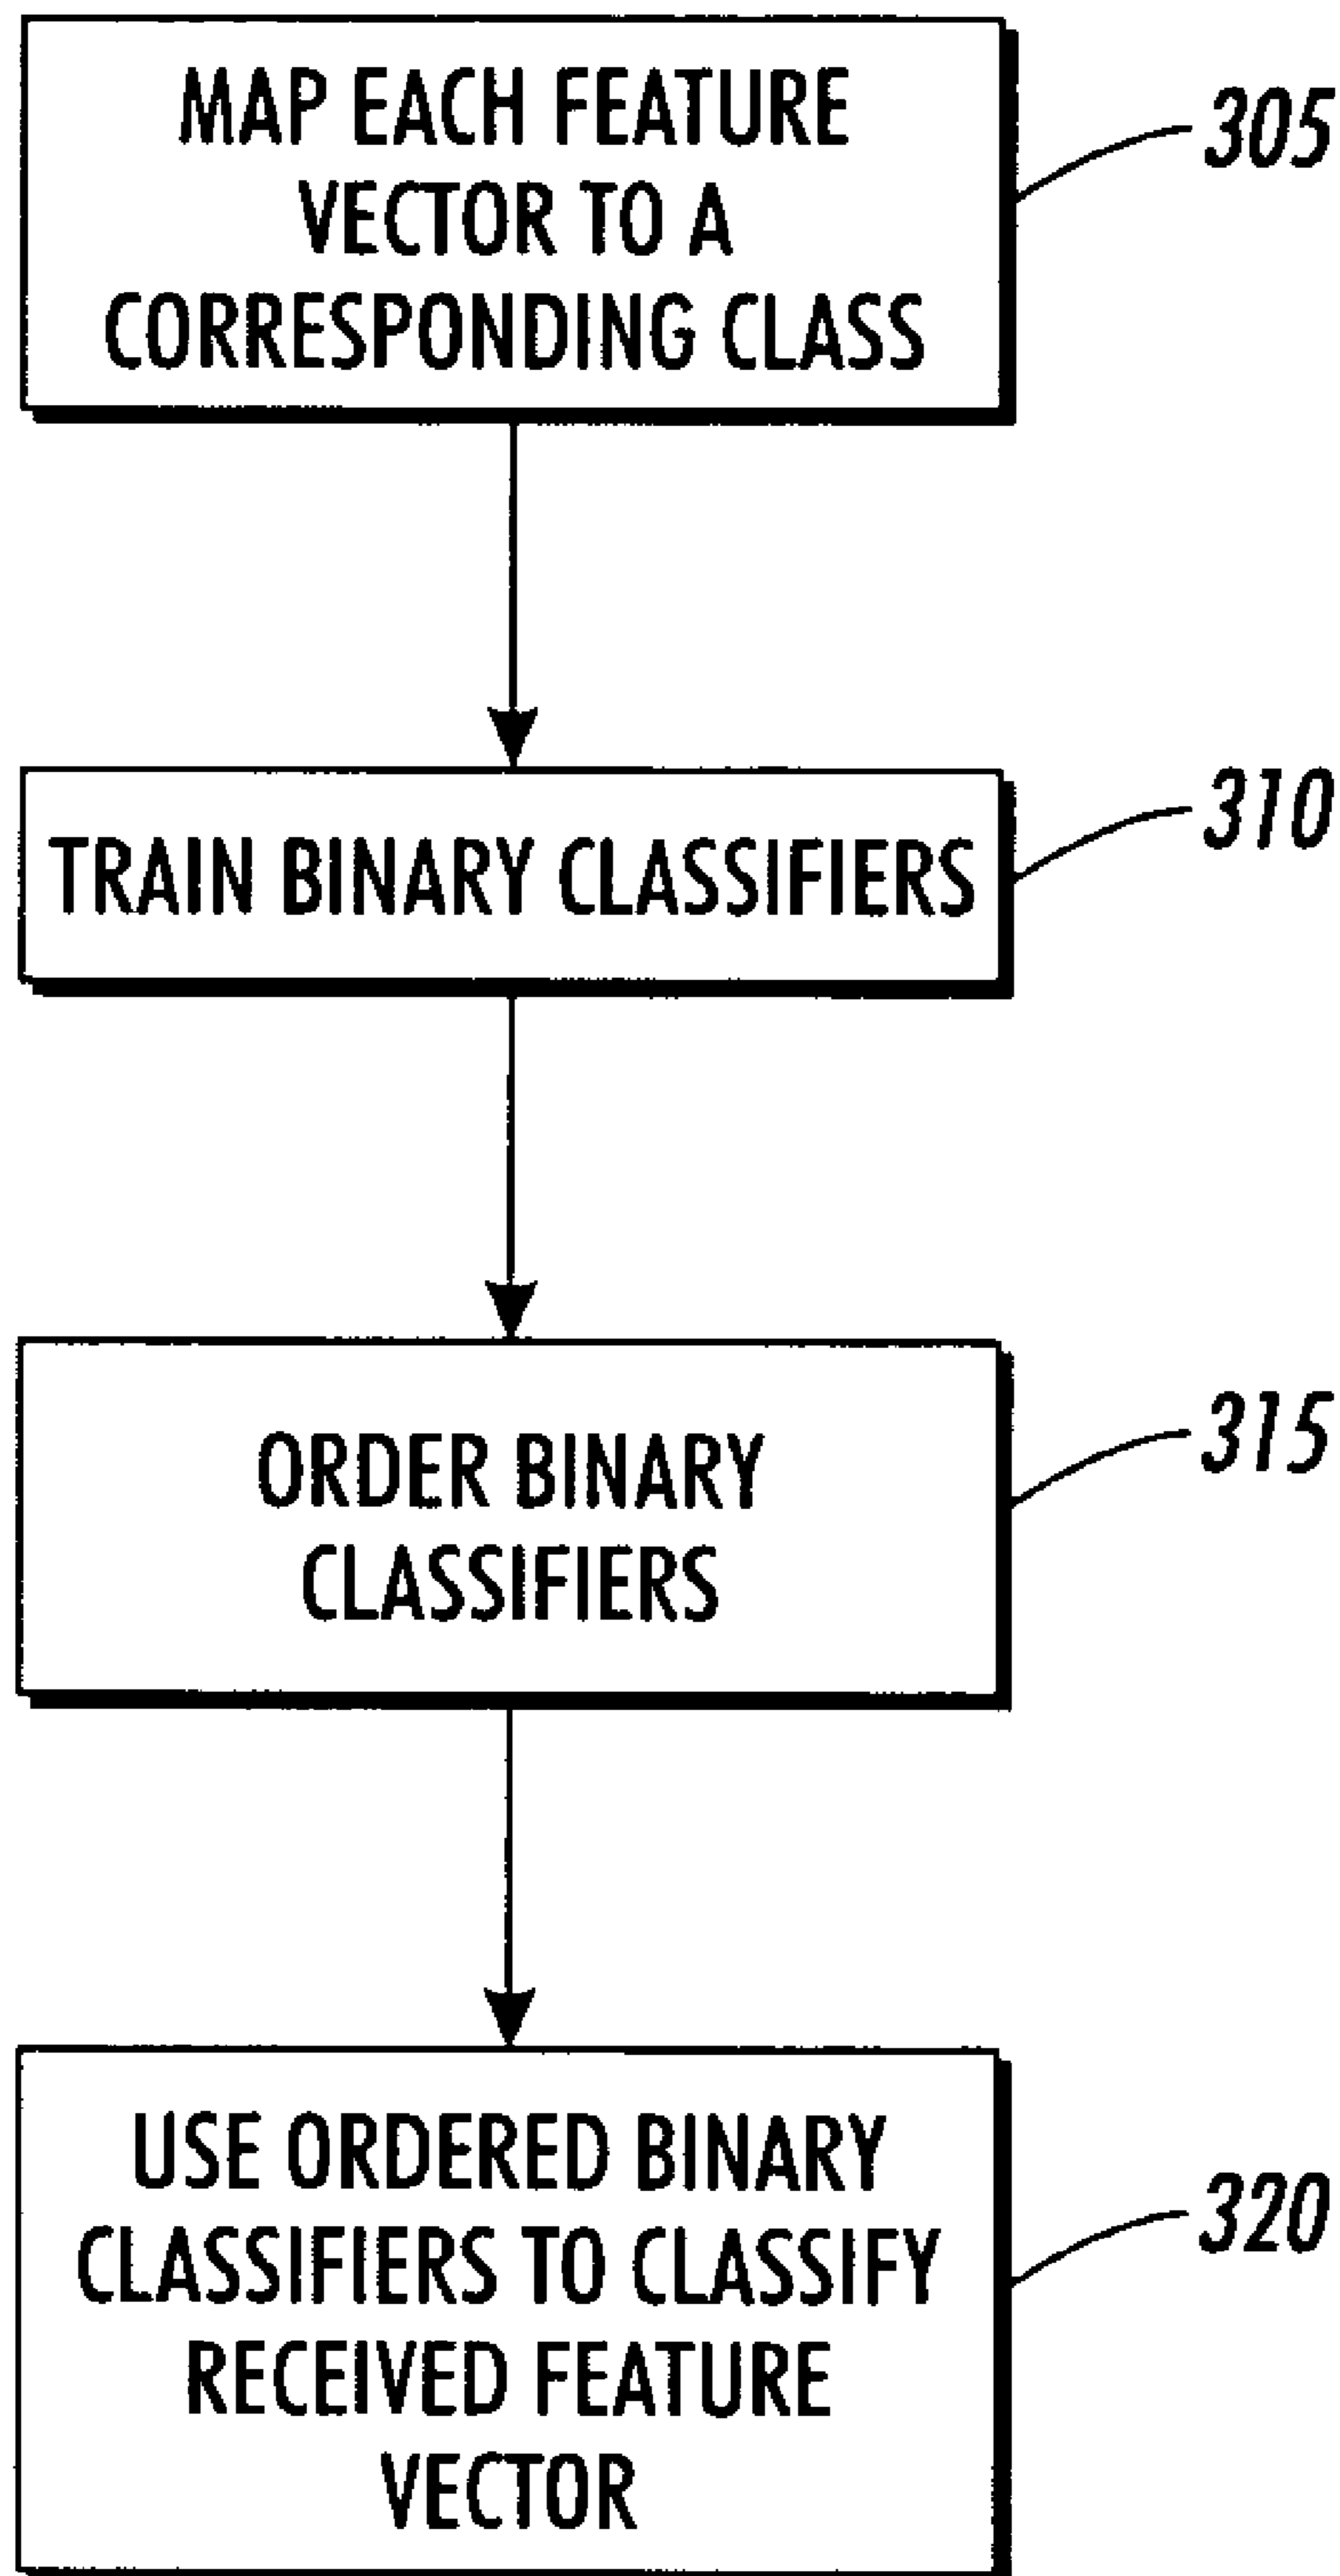 MAP EACH FEATURE
VECTOR TO A
CORRESPONDING CLASS
305
TRAIN BINARY CLASSIFIERS
310
ORDER BINARY
CLASSIFIERS
315
USE ORDERED BINARY
CLASSIFIERS TO CLASSIFY
RECEIVED FEATURE
VECTOR
320